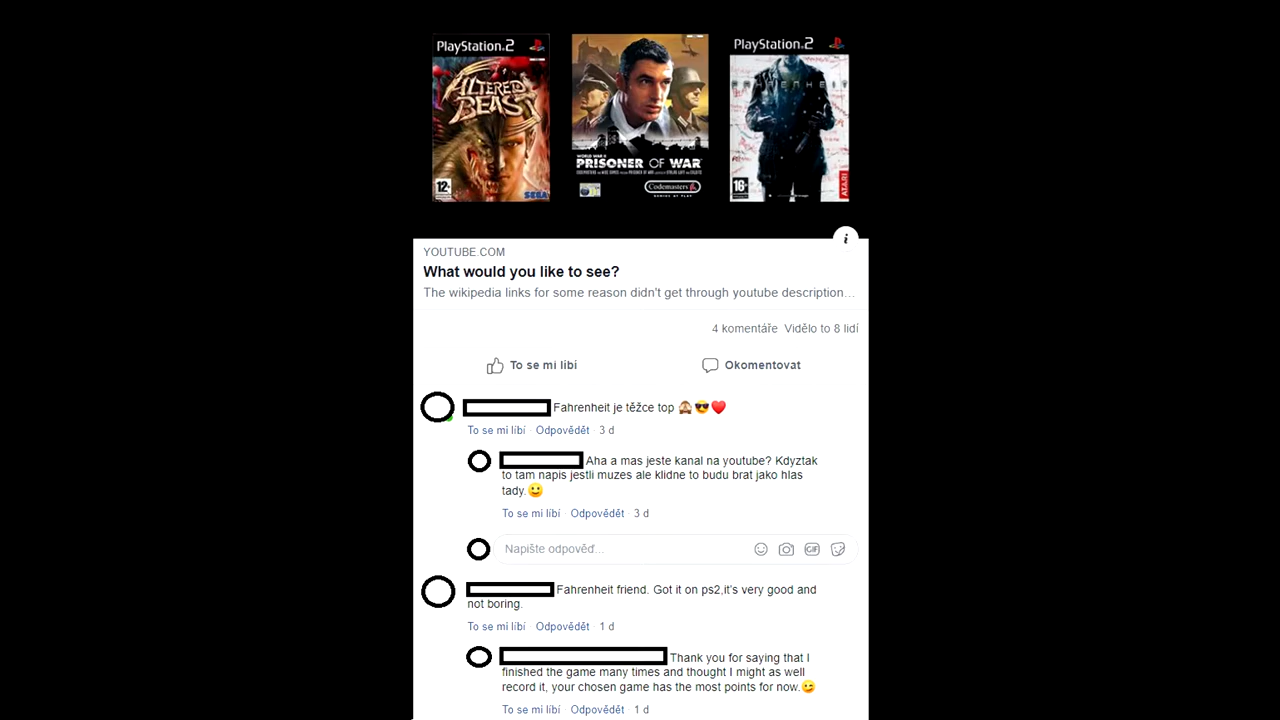 PlayStation 2
ALTERED BEAST
12+
SEGA
WORLD WAR II
PRISONER OF WAR
Codemasters
PlayStation 2
FAHRENHEIT
16+
ATARI
YOUTUBE.COM
What would you like to see?
The wikipedia links for some reason didn't get through youtube description...
4 komentáře Vidělo to 8 lidí
To se mi líbí Okomentovat
Fahrenheit je těžce top 🙈😎❤️
To se mi líbí · Odpovědět · 3 d
Aha a mas jeste kanal na youtube? Kdyztak
to tam napis jestli muzes ale klidne to budu brat jako hlas
tady.🙂
To se mi líbí · Odpovědět · 3 d
Napište odpověď...
GIF
Fahrenheit friend. Got it on ps2,it's very good and
not boring.
To se mi líbí · Odpovědět · 1 d
Thank you for saying that I
finished the game many times and thought I might as well
record it, your chosen game has the most points for now.😉
To se mi líbí · Odpovědět · 1 d